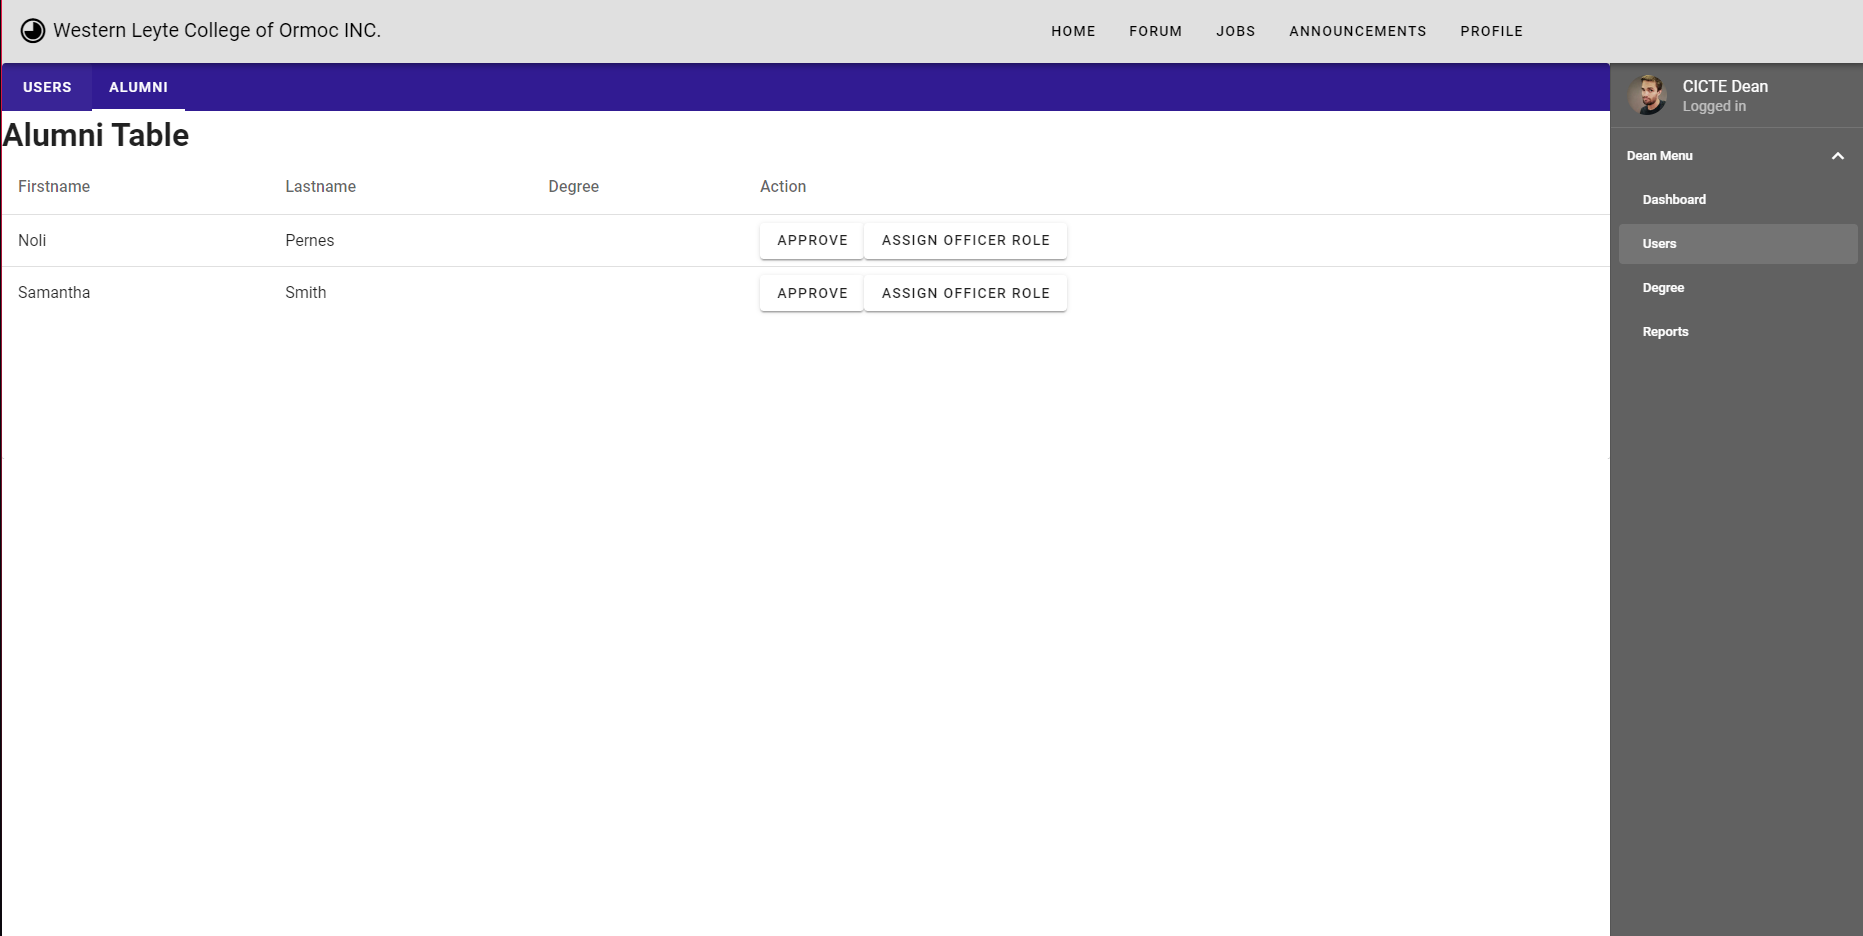 Western Leyte College of Ormoc INC.
HOME FORUM JOBS ANNOUNCEMENTS PROFILE
USERS ALUMNI
Alumni Table
Firstname Lastname Degree Action
Noli Pernes APPROVE ASSIGN OFFICER ROLE
Samantha Smith APPROVE ASSIGN OFFICER ROLE
CICTE Dean
Logged in
Dean Menu
Dashboard
Users
Degree
Reports